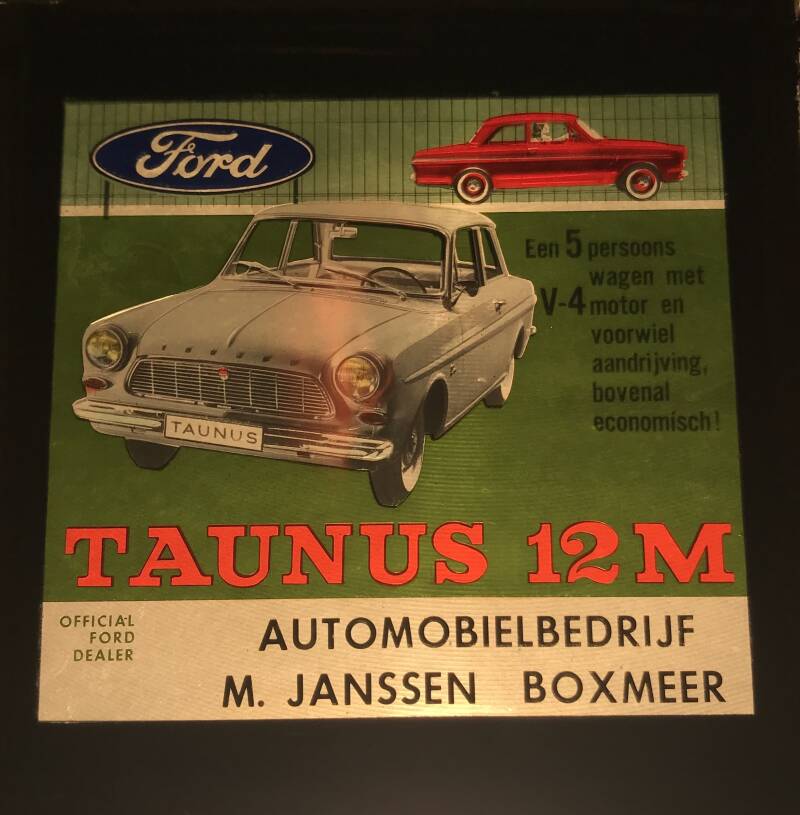 Ford
Een 5 persoons
wagen met
V-4 motor en
voorwiel
aandrijving,
bovenal
economisch!
TAUNUS
TAUNUS 12M
OFFICIAL
FORD
DEALER
AUTOMOBIELBEDRIJF
M. JANSSEN BOXMEER